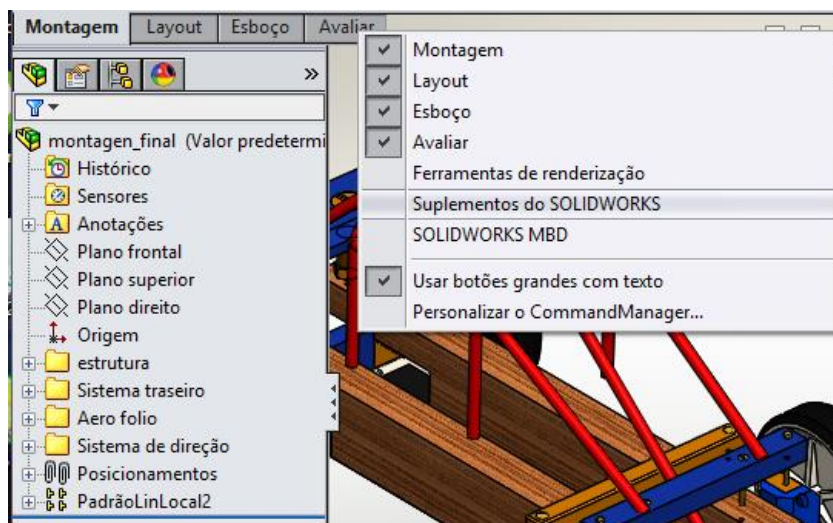 Montagem Layout Esboço Avaliar
Montagem
Layout
Esboço
Avaliar
Ferramentas de renderização
Suplementos do SOLIDWORKS
SOLIDWORKS MBD
Usar botões grandes com texto
Personalizar o CommandManager...
»
montagen_final (Valor predetermi
Histórico
Sensores
A Anotações
Plano frontal
Plano superior
Plano direito
Origem
estrutura
Sistema traseiro
Aero folio
Sistema de direção
Posicionamentos
PadrãoLinLocal2